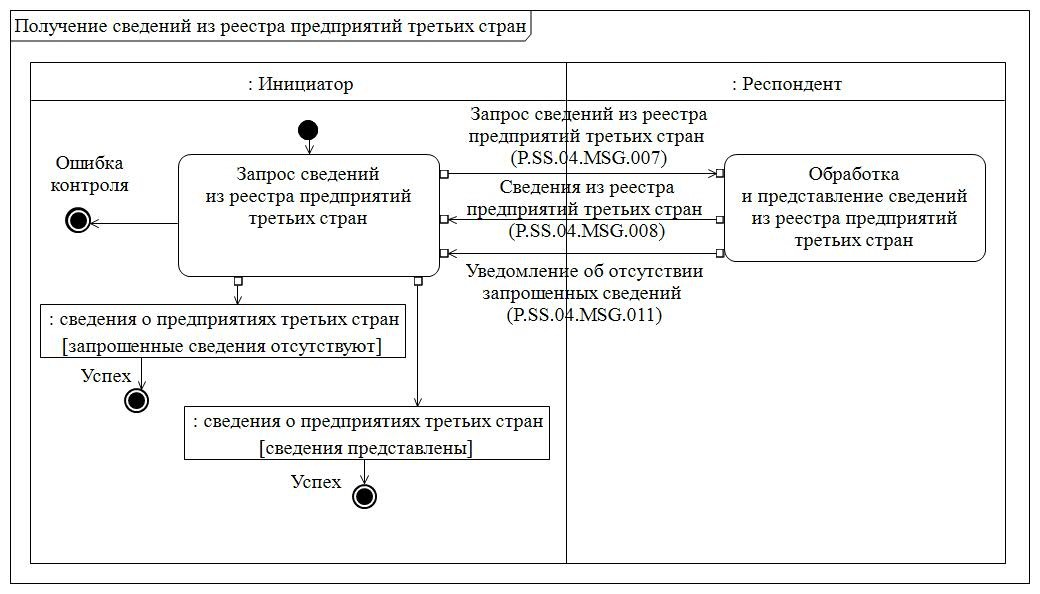 Получение сведений из реестра предприятий третьих стран
: Инициатор
: Респондент
Запрос сведений из реестра
предприятий третьих стран
(P.SS.04.MSG.007)
Ошибка
контроля
Запрос сведений
из реестра предприятий
третьих стран
Сведения из реестра
предприятий третьих стран
(P.SS.04.MSG.008)
Обработка
и представление сведений
из реестра предприятий
третьих стран
Уведомление об отсутствии
запрошенных сведений
(P.SS.04.MSG.011)
: сведения о предприятиях третьих стран
[запрошенные сведения отсутствуют]
Успех
: сведения о предприятиях третьих стран
[сведения представлены]
Успех